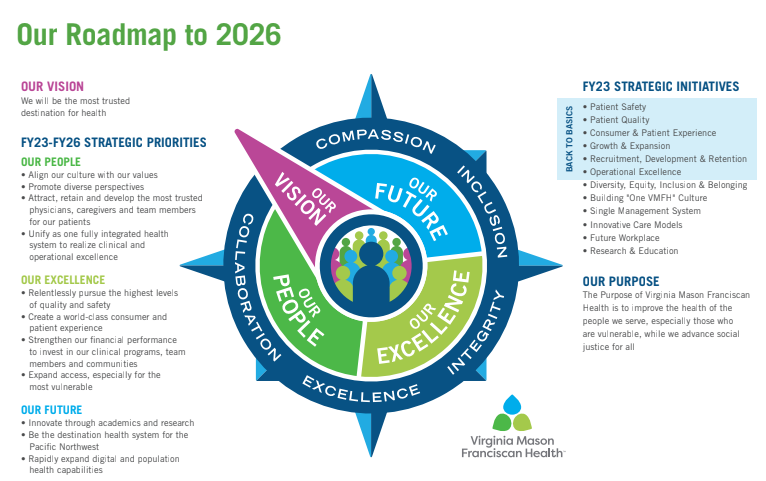 Our Roadmap to 2026
OUR VISION
We will be the most trusted
destination for health
FY23-FY26 STRATEGIC PRIORITIES
OUR PEOPLE
• Align our culture with our values
• Promote diverse perspectives
• Attract, retain and develop the most trusted
physicians, caregivers and team members
for our patients
• Unify as one fully integrated health
system to realize clinical and
operational excellence
OUR EXCELLENCE
• Relentlessly pursue the highest levels
of quality and safety
• Create a world-class consumer and
patient experience
• Strengthen our financial performance
to invest in our clinical programs, team
members and communities
• Expand access, especially for the
most vulnerable
OUR FUTURE
• Innovate through academics and research
• Be the destination health system for the
Pacific Northwest
• Rapidly expand digital and population
health capabilities
COMPASSION
INCLUSION
INTEGRITY
EXCELLENCE
COLLABORATION
OUR
VISION
OUR
FUTURE
OUR
EXCELLENCE
OUR
PEOPLE
Virginia Mason
Franciscan Health
FY23 STRATEGIC INITIATIVES
BACK TO BASICS
• Patient Safety
• Patient Quality
• Consumer & Patient Experience
• Growth & Expansion
• Recruitment, Development & Retention
• Operational Excellence
• Diversity, Equity, Inclusion & Belonging
• Building "One VMFH" Culture
• Single Management System
• Innovative Care Models
• Future Workplace
• Research & Education
OUR PURPOSE
The Purpose of Virginia Mason Franciscan
Health is to improve the health of the
people we serve, especially those who
are vulnerable, while we advance social
justice for all